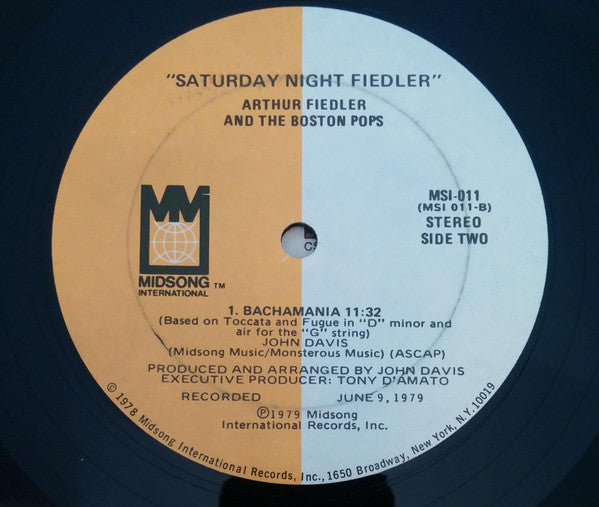 "SATURDAY NIGHT FIEDLER"
ARTHUR FIEDLER
AND THE BOSTON POPS
MSI-011
(MSI 011-B)
STEREO
SIDE TWO
MM
MIDSONG TM
INTERNATIONAL
1. BACHAMANIA 11:32
(Based on Toccata and Fugue in "D" minor and
air for the "G" string)
JOHN DAVIS
(Midsong Music/Monsterous Music) (ASCAP)
PRODUCED AND ARRANGED BY JOHN DAVIS
EXECUTIVE PRODUCER: TONY D'AMATO
RECORDED JUNE 9, 1979
Ⓟ1979 Midsong
International Records, Inc.
© 1978 Midsong International Records, Inc., 1650 Broadway, New York, N.Y. 10019